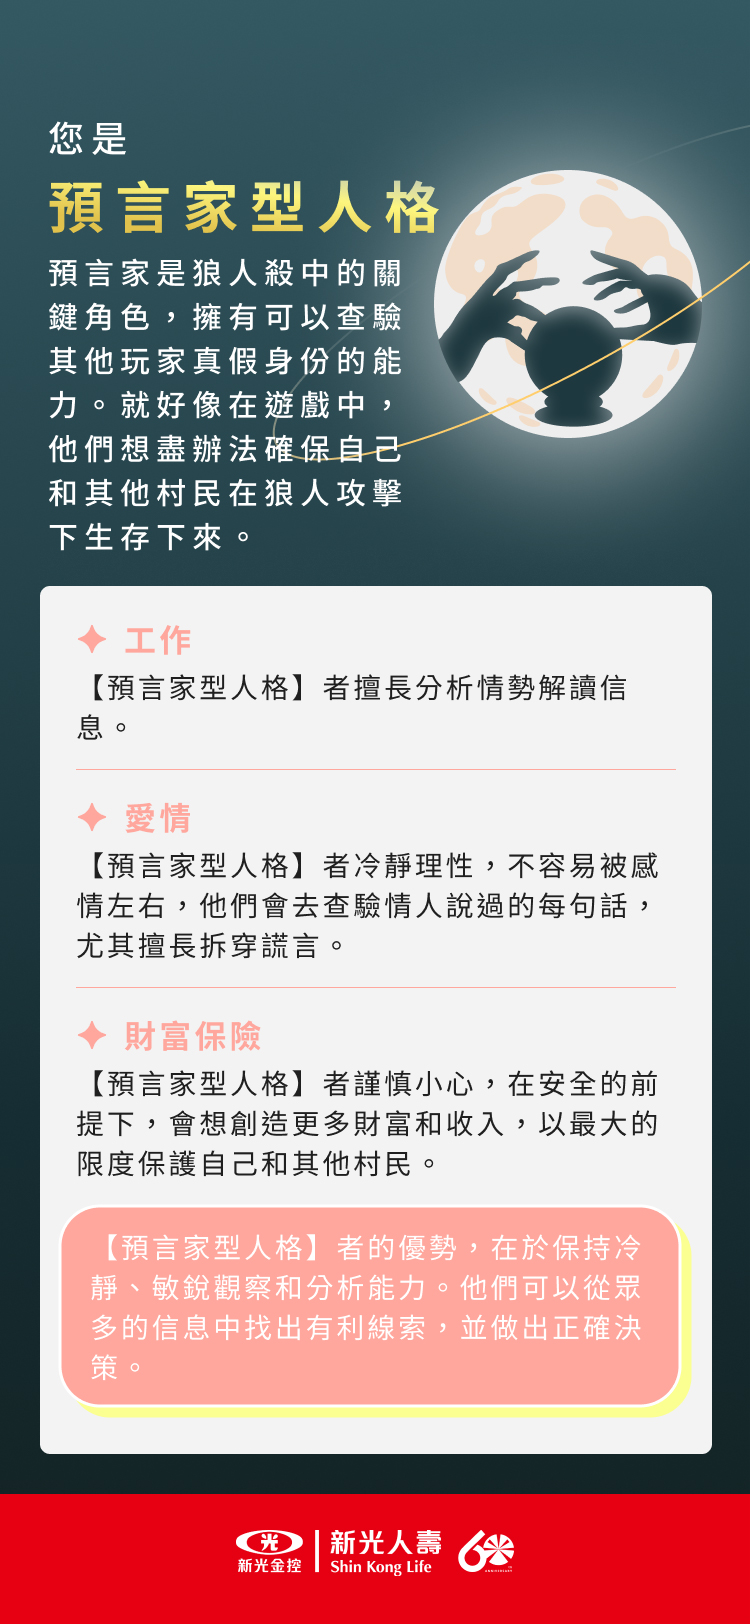 您是
預言家型人格
預言家是狼人殺中的關
鍵角色，擁有可以查驗
其他玩家真假身份的能
力。就好像在遊戲中，
他們想盡辦法確保自己
和其他村民在狼人攻擊
下生存下來。
工作
【預言家型人格】者擅長分析情勢解讀信
息。
愛情
【預言家型人格】者冷靜理性，不容易被感
情左右，他們會去查驗情人說過的每句話，
尤其擅長拆穿謊言。
財富保險
【預言家型人格】者謹慎小心，在安全的前
提下，會想創造更多財富和收入，以最大的
限度保護自己和其他村民。
【預言家型人格】者的優勢，在於保持冷
靜、敏銳觀察和分析能力。他們可以從眾
多的信息中找出有利線索，並做出正確決
策。
光
新光金控
新光人壽
Shin Kong Life
60
TH
ANNIVERSARY